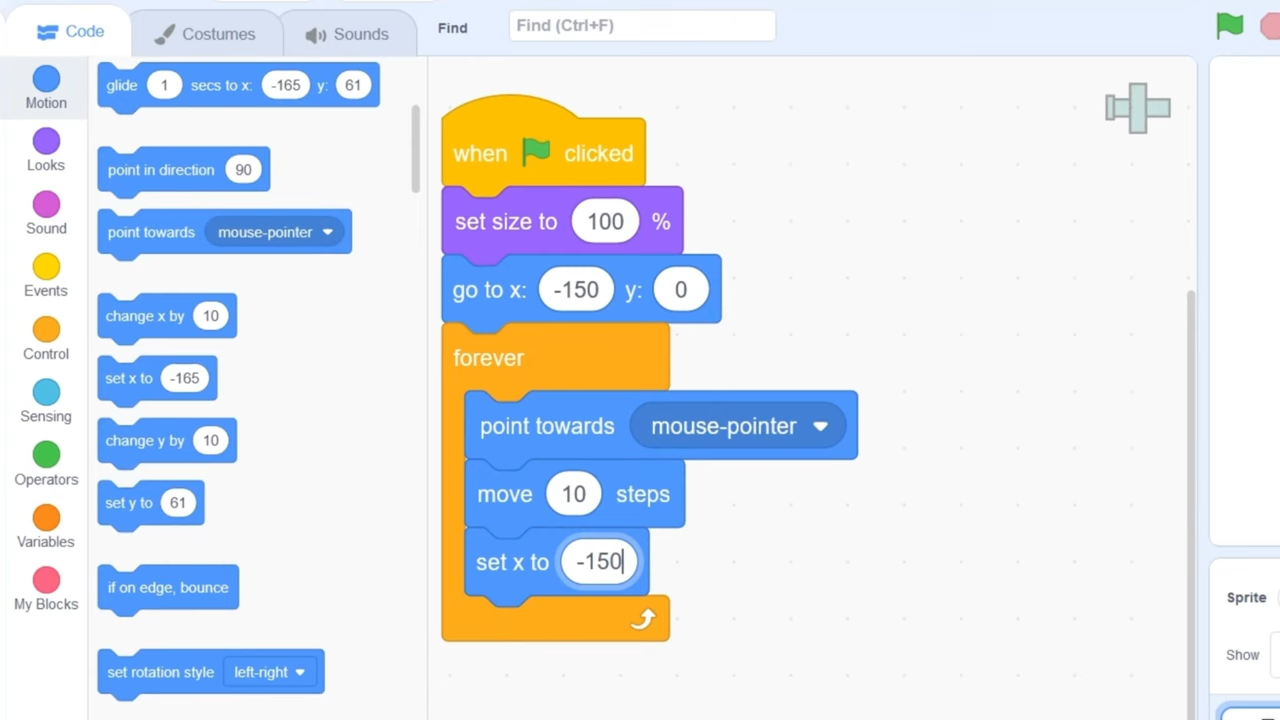 Code
Costumes
Sounds
Find
Find (Ctrl+F)
Motion
Looks
Sound
Events
Control
Sensing
Operators
Variables
My Blocks
glide 1 secs to x: -165 y: 61
point in direction 90
point towards mouse-pointer
change x by 10
set x to -165
change y by 10
set y to 61
if on edge, bounce
set rotation style left-right
when clicked
set size to 100 %
go to x: -150 y: 0
forever
point towards mouse-pointer
move 10 steps
set x to -150
Sprite
Show